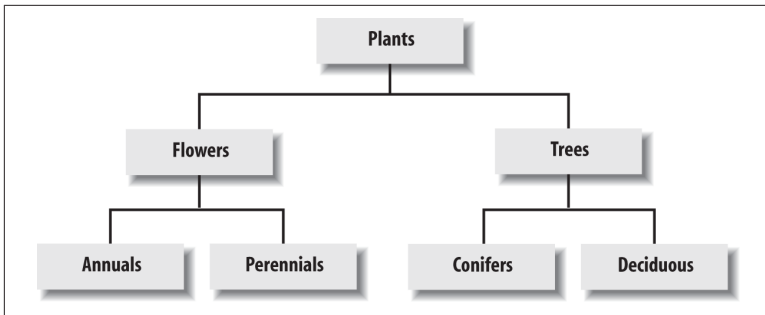 Plants
Flowers
Trees
Annuals
Perennials
Conifers
Deciduous